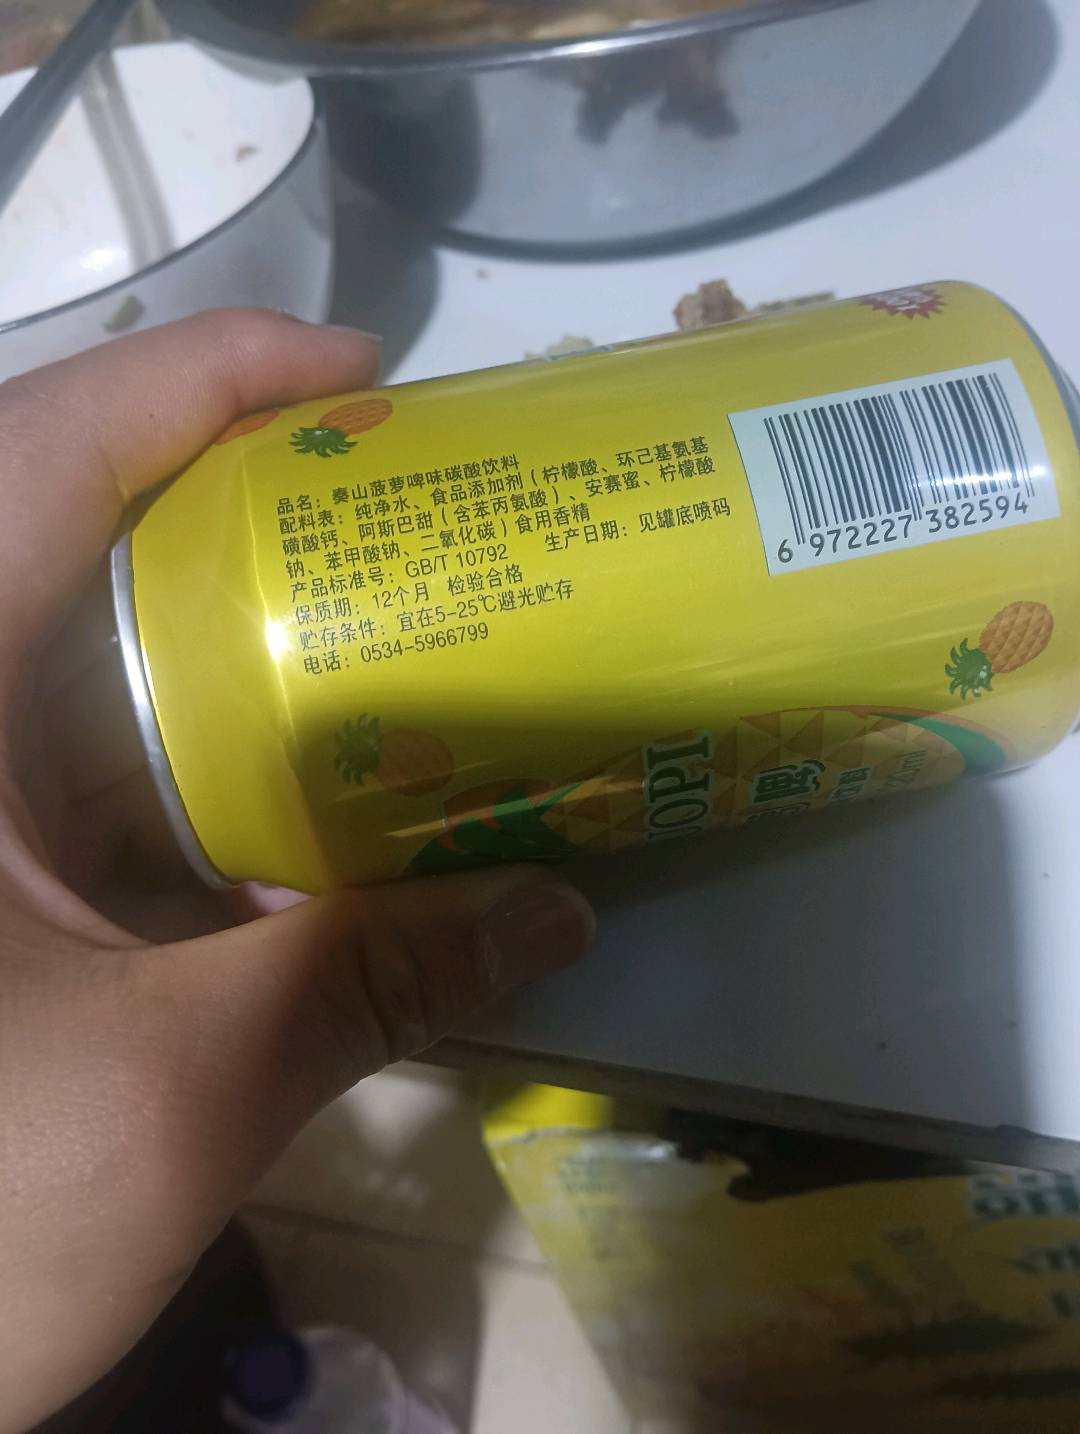 品名：奏山菠萝啤味碳酸饮料
配料表：纯净水、食品添加剂（柠檬酸、环己基氨基
磺酸钙、阿斯巴甜（含苯丙氨酸）、安赛蜜、柠檬酸
钠、苯甲酸钠、二氧化碳）食用香精
产品标准号：GB/T 10792 生产日期：见罐底喷码
保质期：12个月 检验合格
贮存条件：宜在5-25℃避光贮存
电话：0534-5966799
6 972227 382594
UOPI
啤